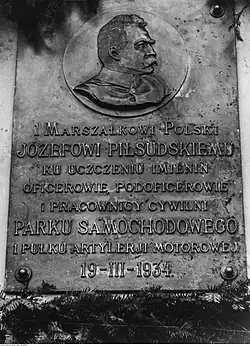 I MARSZAŁKOWI POLSKI
JÓZEFOWI PIŁSUDSKIEMU
KU UCZCZENIU IMIENIN
OFICEROWIE, PODOFICEROWIE
I PRACOWNICY CYWILNI
PARKU SAMOCHODOWEGO
I PUŁKU ARTYLERJI MOTOROWEJ
19-III-1934